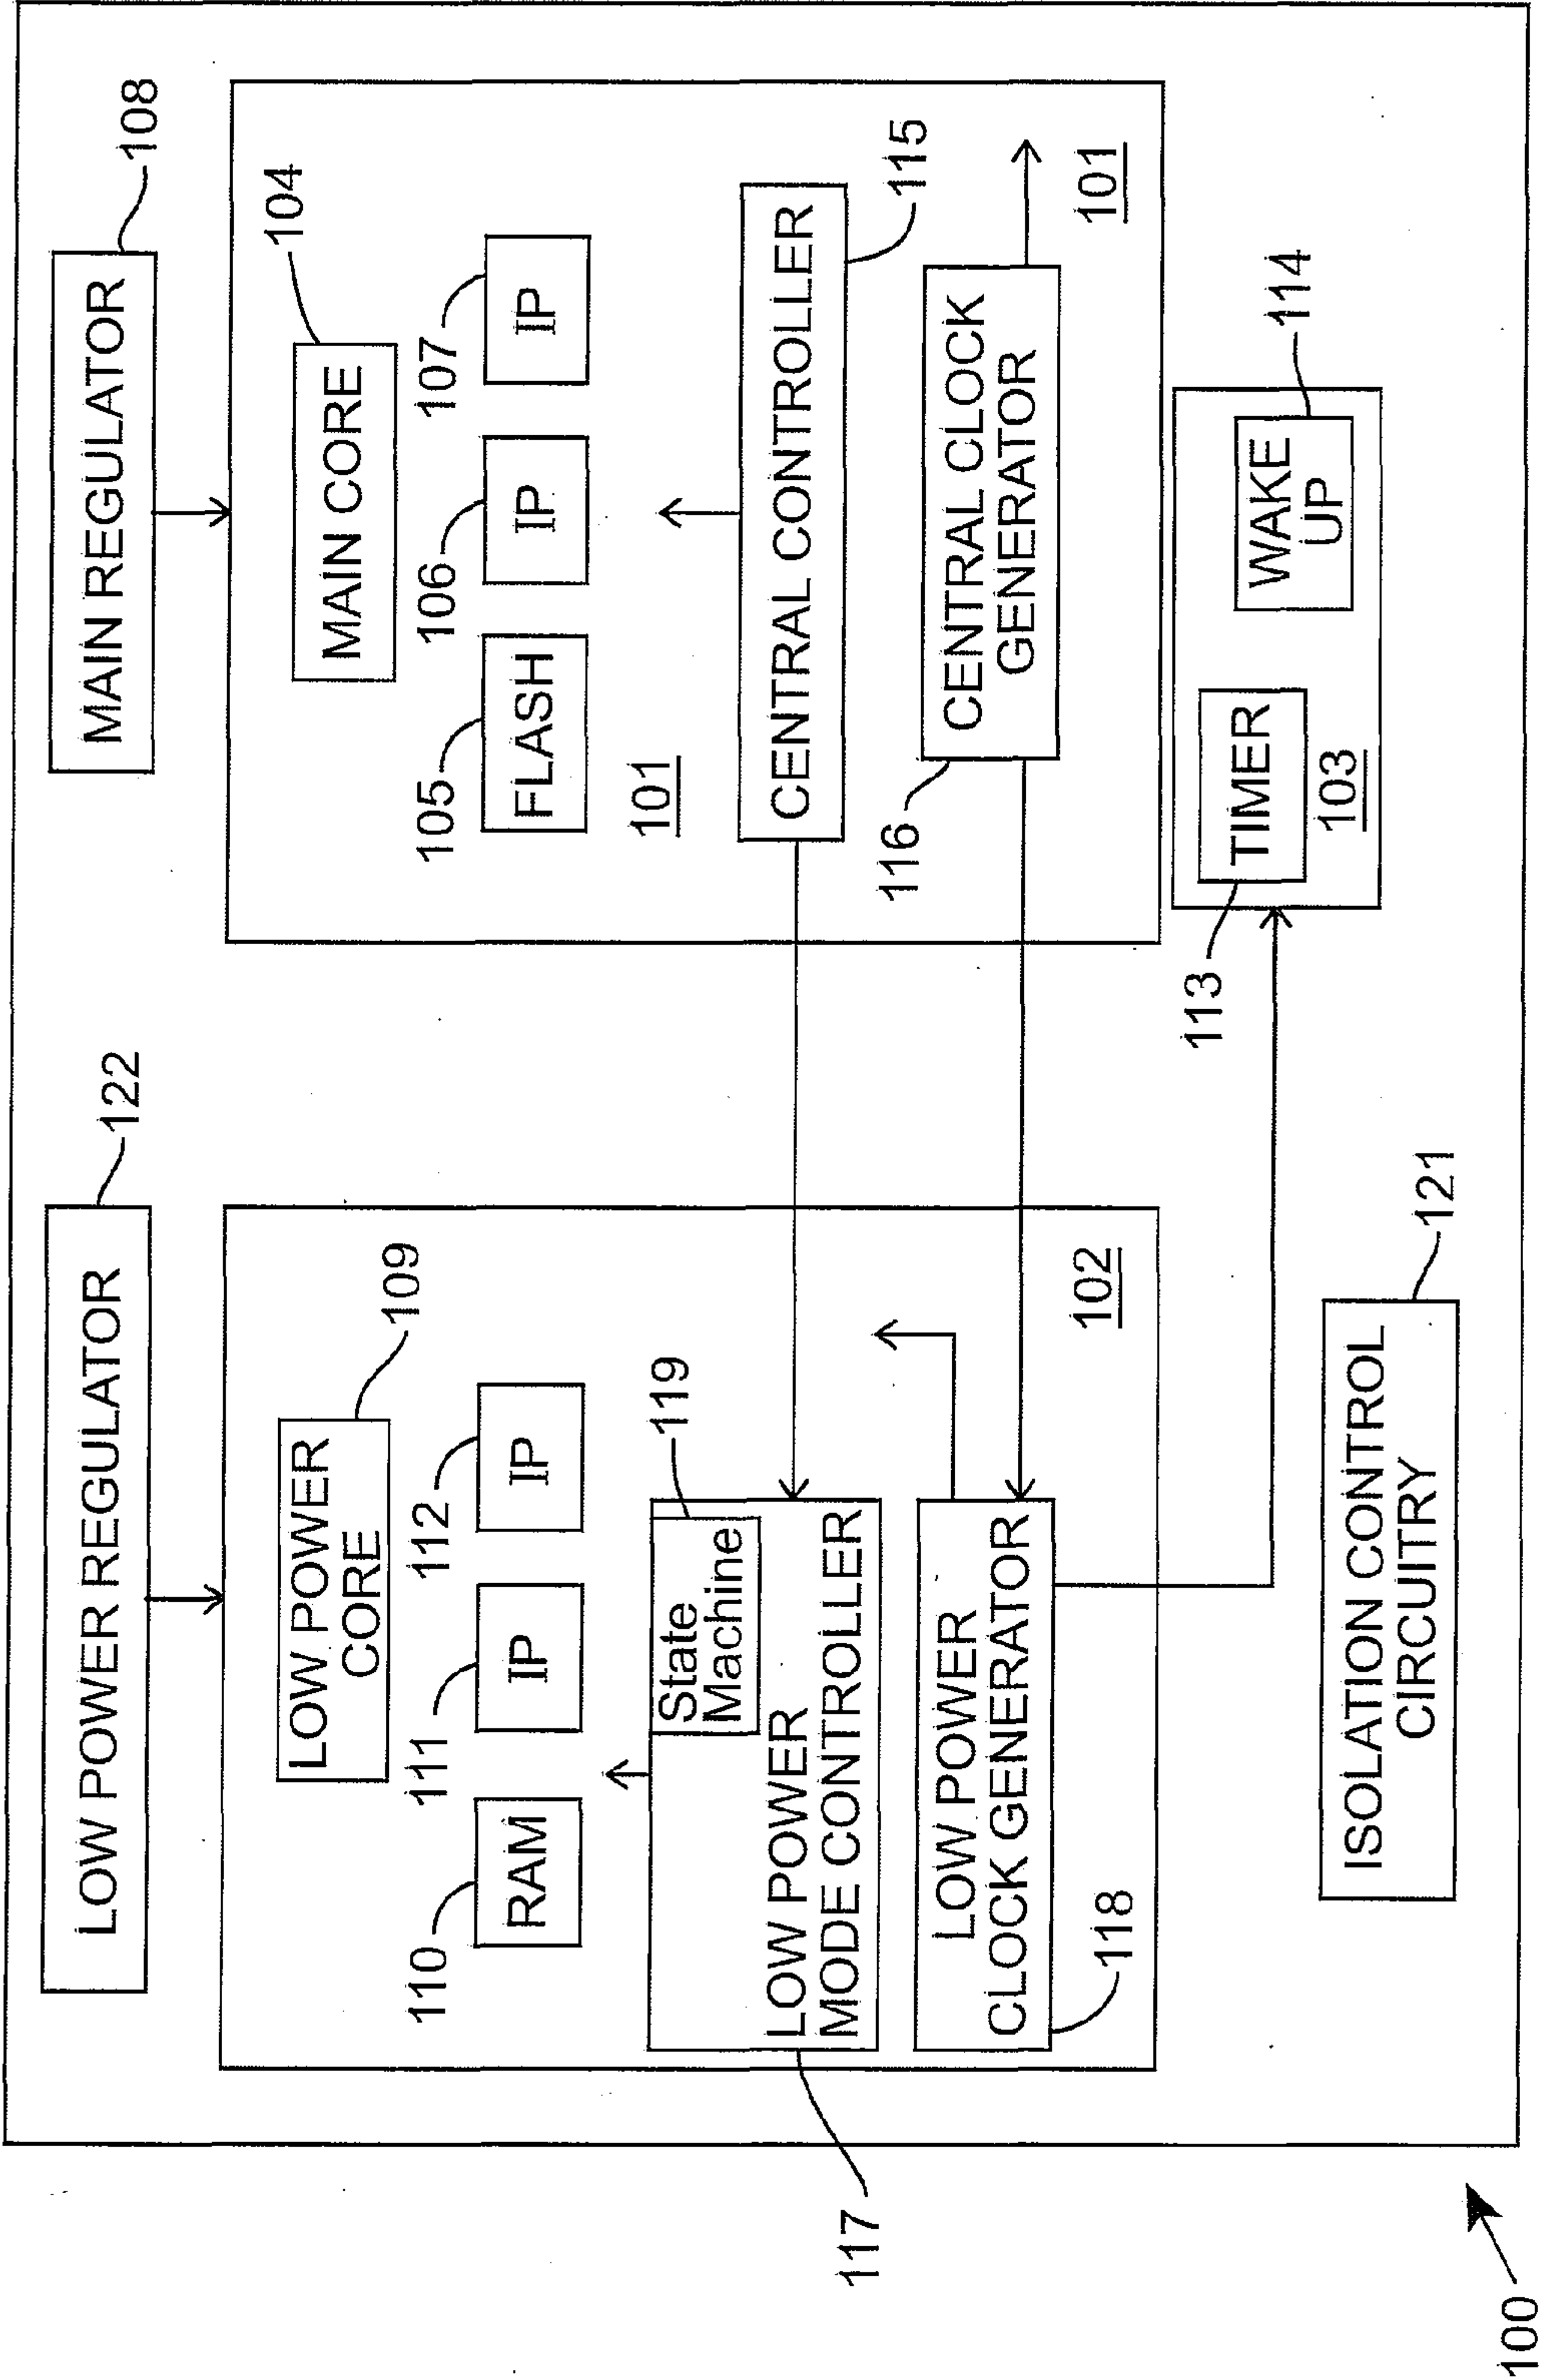 LOW POWER REGULATOR
122
MAIN REGULATOR
108
LOW POWER
CORE
109
104
MAIN CORE
110
RAM
111
IP
112
IP
105
FLASH
106
IP
107
IP
101
State
Machine
119
LOW POWER
MODE CONTROLLER
117
CENTRAL CONTROLLER
115
LOW POWER
CLOCK GENERATOR
118
102
116
CENTRAL CLOCK
GENERATOR
101
113
TIMER
103
WAKE
UP
114
ISOLATION CONTROL
CIRCUITRY
121
100